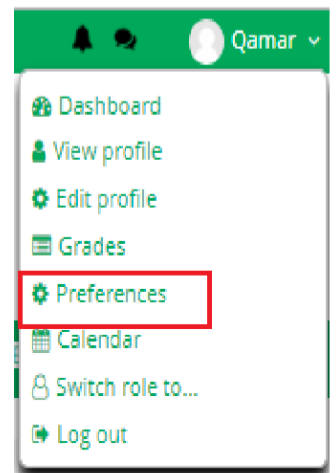 Qamar
Dashboard
View profile
Edit profile
Grades
Preferences
Calendar
Switch role to...
Log out